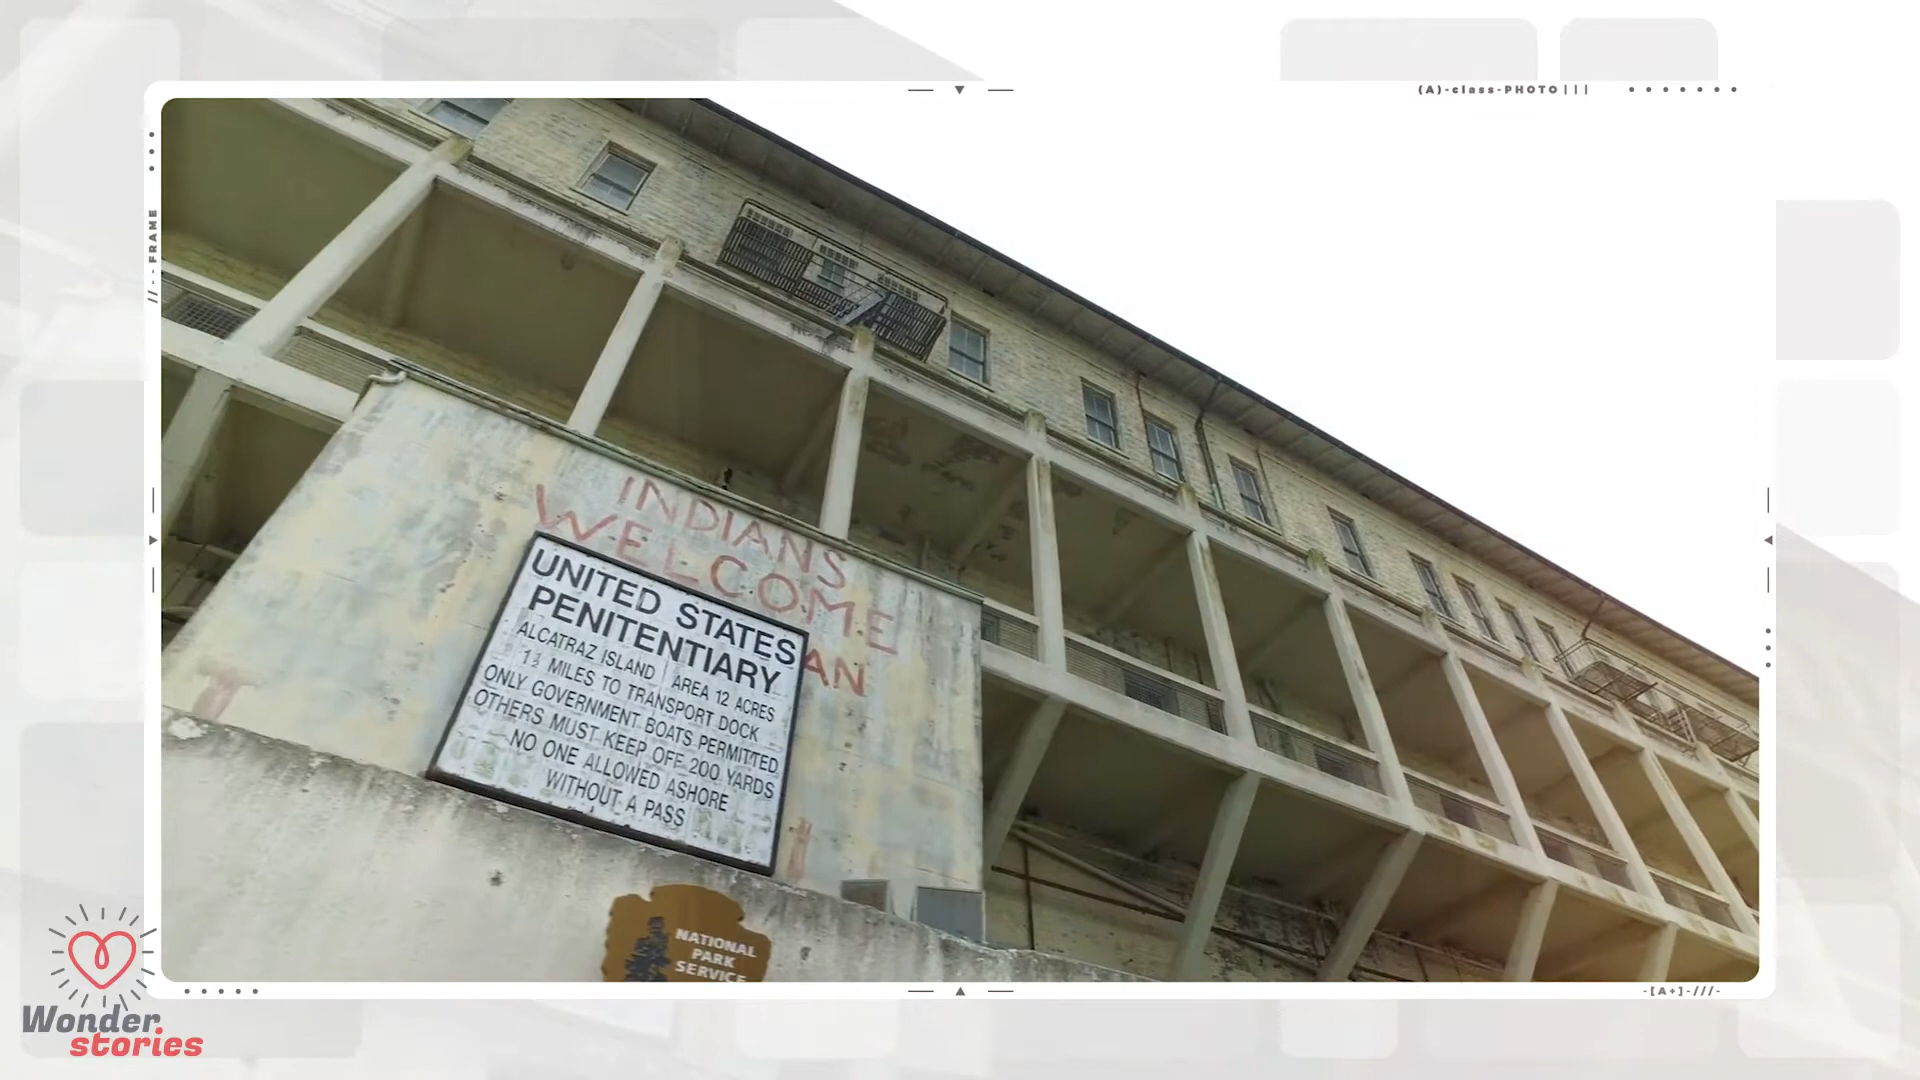 (A)-class-PHOTO|||
//--FRAME
INDIANS
WELCOME
UNITED STATES
PENITENTIARY
ALCATRAZ ISLAND AREA 12 ACRES
1½ MILES TO TRANSPORT DOCK
ONLY GOVERNMENT BOATS PERMITTED
OTHERS MUST KEEP OFF 200 YARDS
NO ONE ALLOWED ASHORE
WITHOUT A PASS
AN
NATIONAL
PARK
SERVICE
-[A+]-///-
Wonder
stories